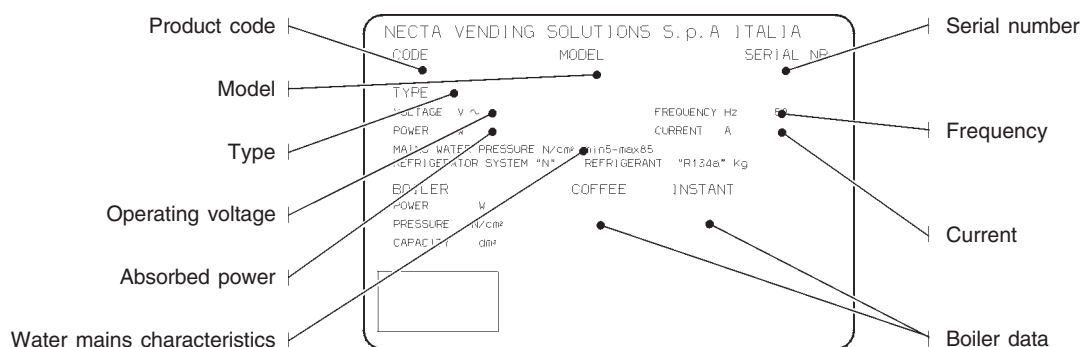 Product code
Model
Type
Operating voltage
Absorbed power
Water mains characteristics
NECTA VENDING SOLUTIONS S.p.A ITALIA
CODE MODEL SERIAL NR
TYPE
VOLTAGE V ~ FREQUENCY Hz 50
POWER W CURRENT A
MAINS WATER PRESSURE N/cm² min5-max85
REFRIGERATOR SYSTEM "N" REFRIGERANT "R134a" Kg
BOILER COFFEE INSTANT
POWER W
PRESSURE N/cm²
CAPACITY dm³
Serial number
Frequency
Current
Boiler data